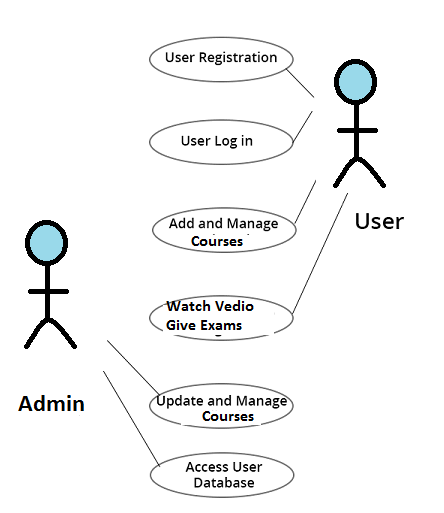 User Registration
User Log in
Add and Manage
Courses
User
Watch Vedio
Give Exams
Admin
Update and Manage
Courses
Access User
Database